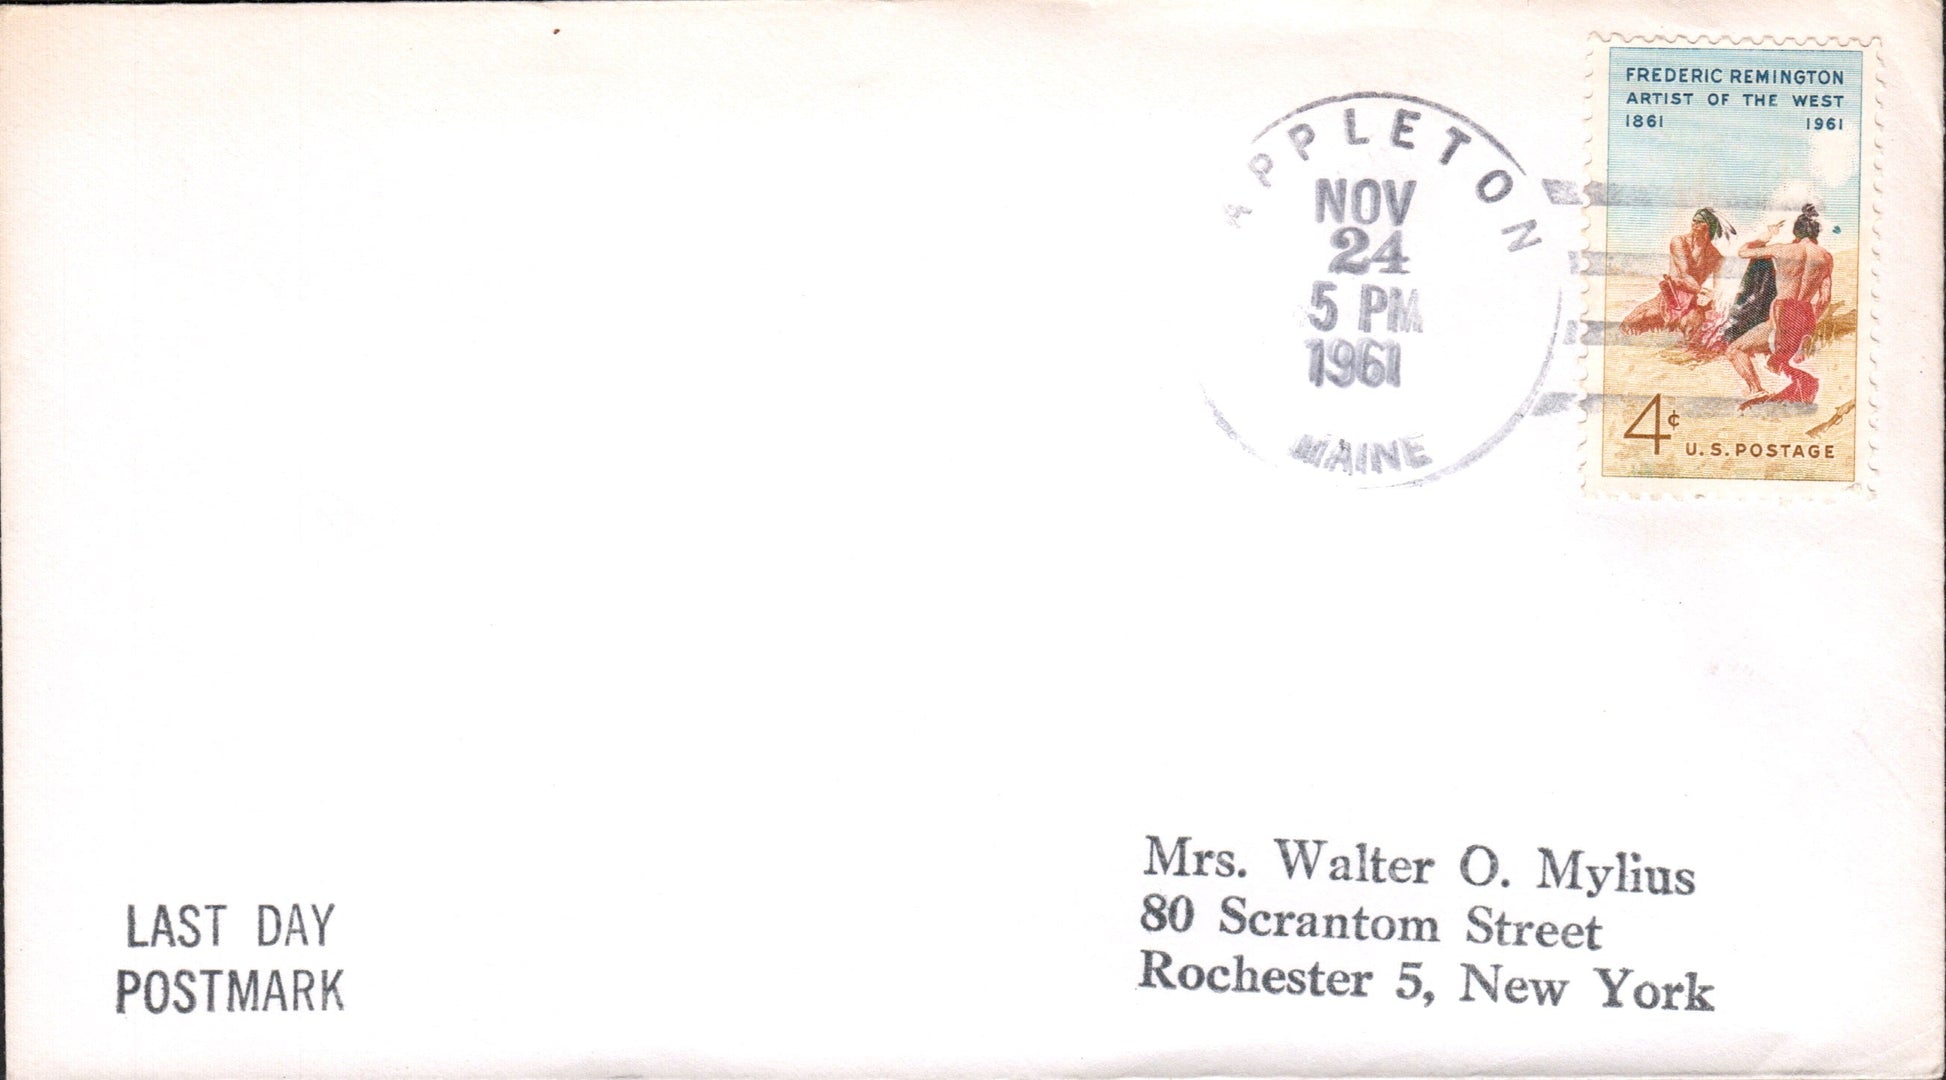 FREDERIC REMINGTON
ARTIST OF THE WEST
1861 1961
4¢ U.S. POSTAGE
APPLETON
NOV
24
5 PM
1961
MAINE
Mrs. Walter O. Mylius
80 Scrantom Street
Rochester 5, New York
LAST DAY
POSTMARK